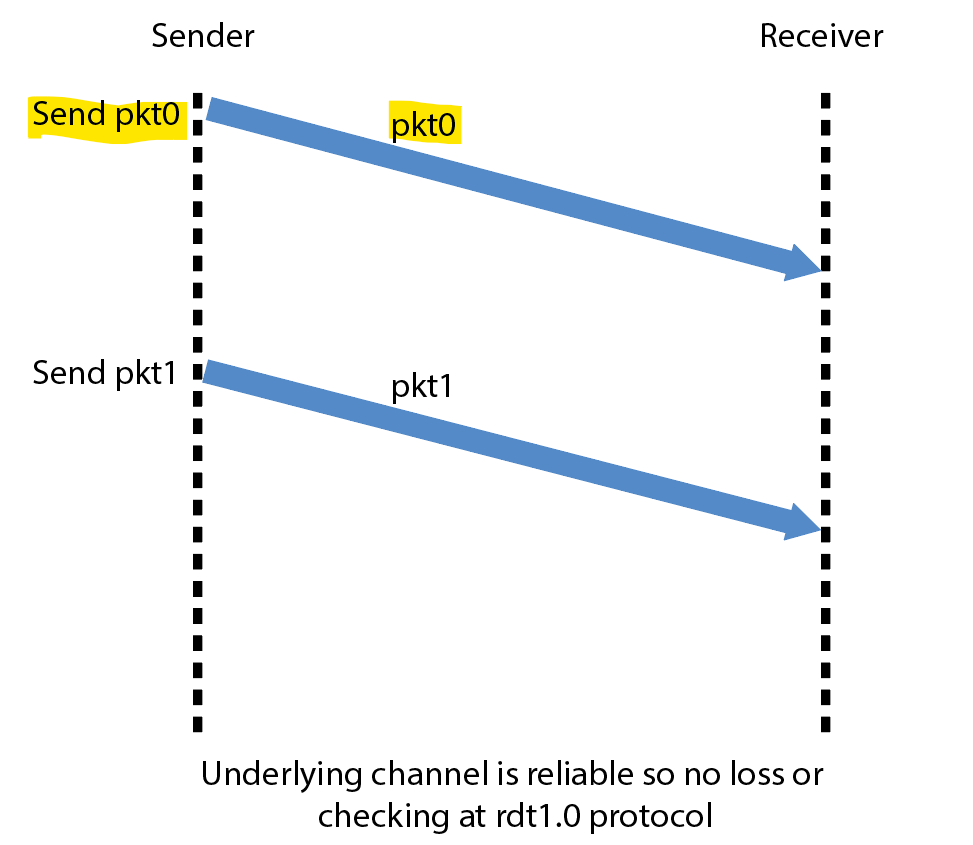 Sender
Receiver
Send pkt0
pkt0
Send pkt1
pkt1
Underlying channel is reliable so no loss or
checking at rdt1.0 protocol